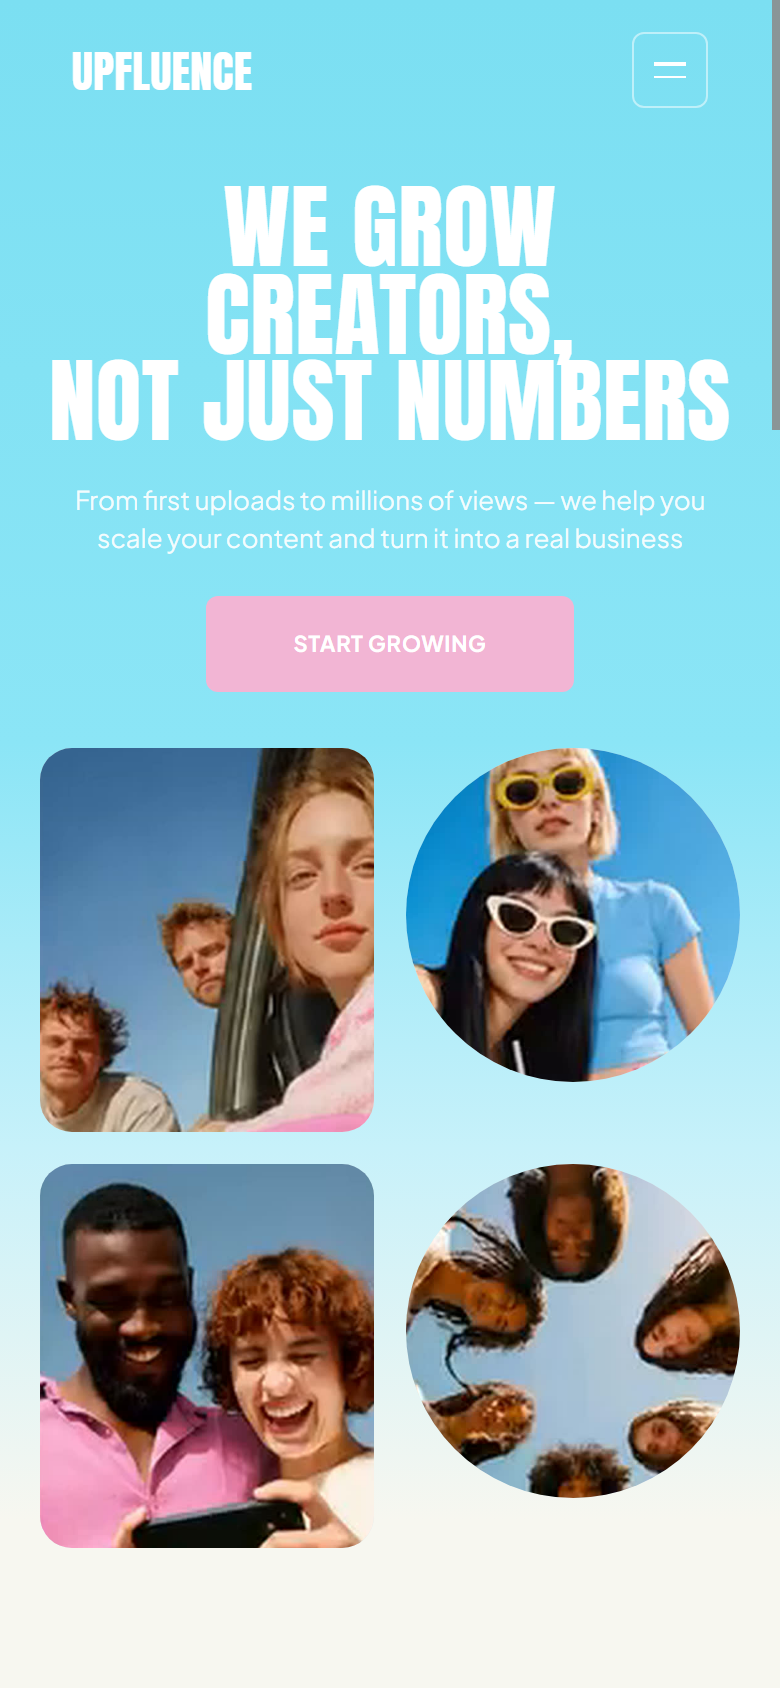 UPFLUENCE
WE GROW
CREATORS,
NOT JUST NUMBERS
From first uploads to millions of views — we help you
scale your content and turn it into a real business
START GROWING